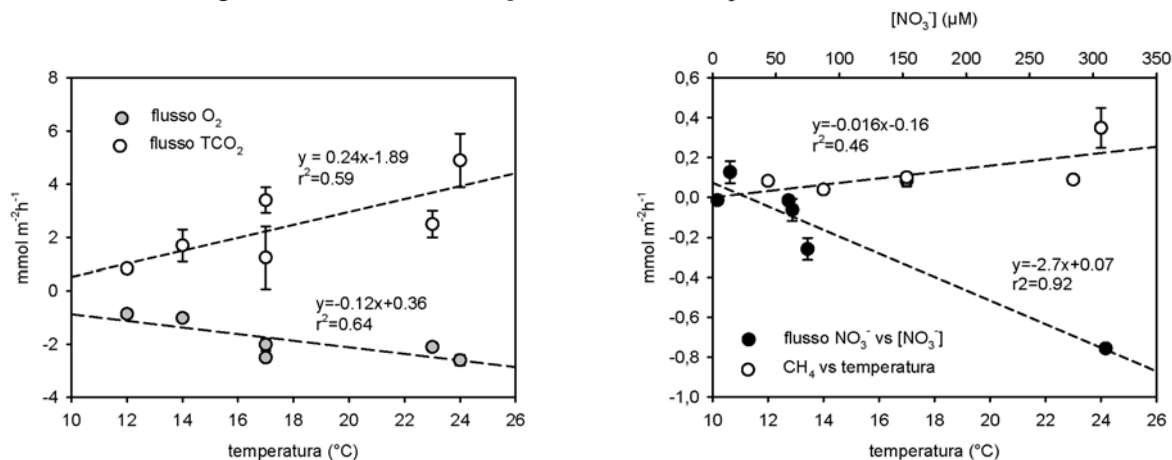 8
6
4
2
0
-2
-4
mmol m⁻²h⁻¹
flusso O₂
flusso TCO₂
y = 0.24x-1.89
r²=0.59
y=-0.12x+0.36
r²=0.64
10 12 14 16 18 20 22 24 26
temperatura (°C)
[NO₃⁻] (µM)
0 50 100 150 200 250 300 350
0,6
0,4
0,2
0,0
-0,2
-0,4
-0,6
-0,8
-1,0
mmol m⁻²h⁻¹
y=-0.016x-0.16
r²=0.46
y=-2.7x+0.07
r2=0.92
flusso NO₃⁻ vs [NO₃⁻]
CH₄ vs temperatura
10 12 14 16 18 20 22 24 26
temperatura (°C)